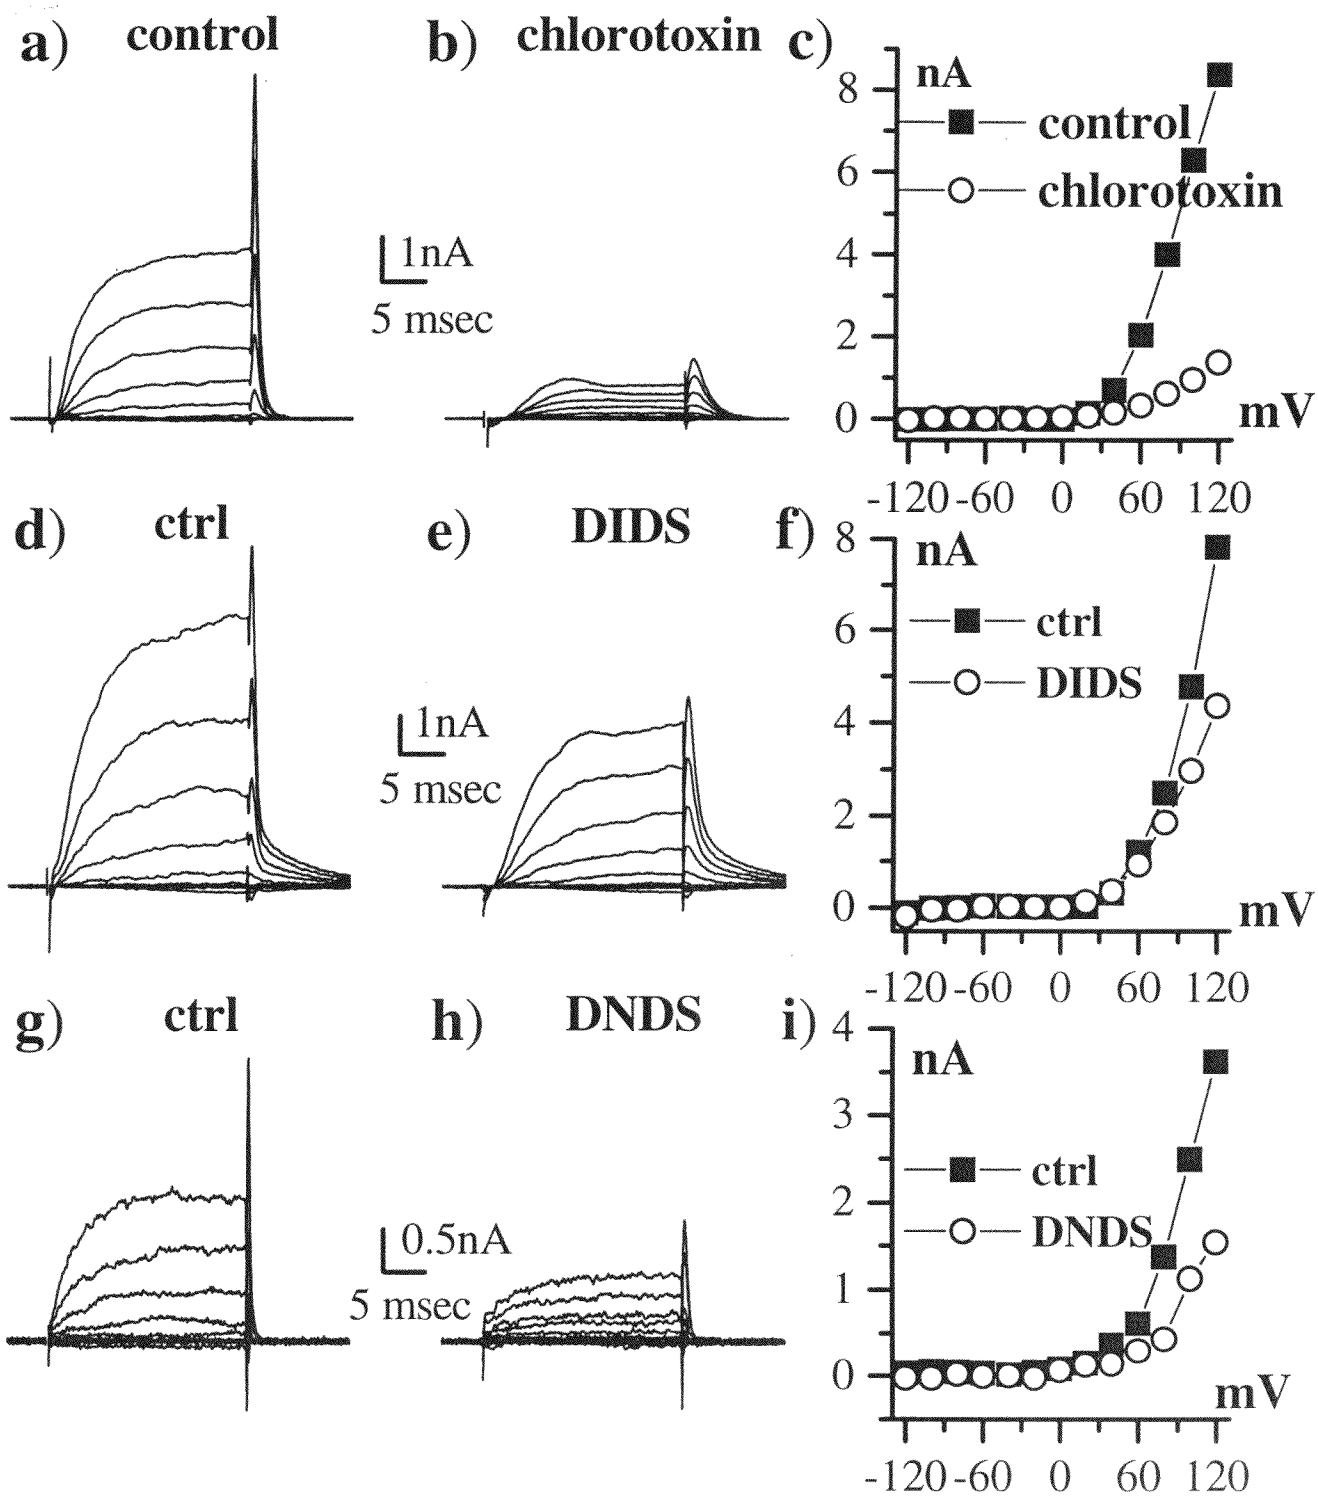 a) control
b) chlorotoxin
1nA
5 msec
c)
nA
control
chlorotoxin
8
6
4
2
0
mV
-120 -60 0 60 120
d) ctrl
e) DIDS
1nA
5 msec
f)
nA
ctrl
DIDS
8
6
4
2
0
mV
-120 -60 0 60 120
g) ctrl
h) DNDS
0.5nA
5 msec
i)
nA
ctrl
DNDS
4
3
2
1
0
mV
-120 -60 0 60 120